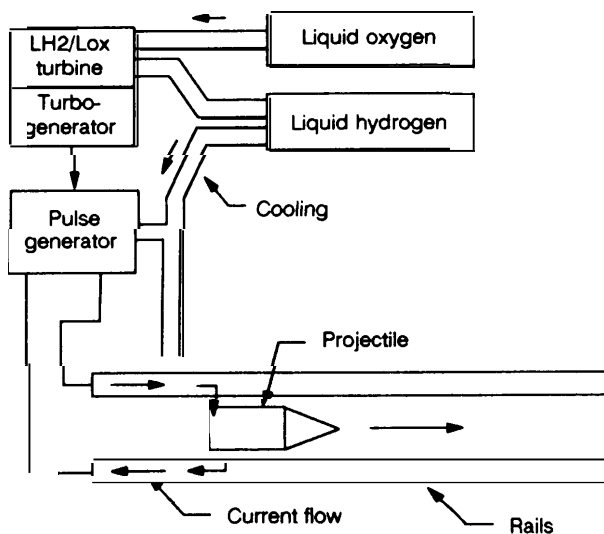 LH2/Lox
turbine
Turbo-
generator
Liquid oxygen
Liquid hydrogen
Cooling
Pulse
generator
Projectile
Current flow
Rails